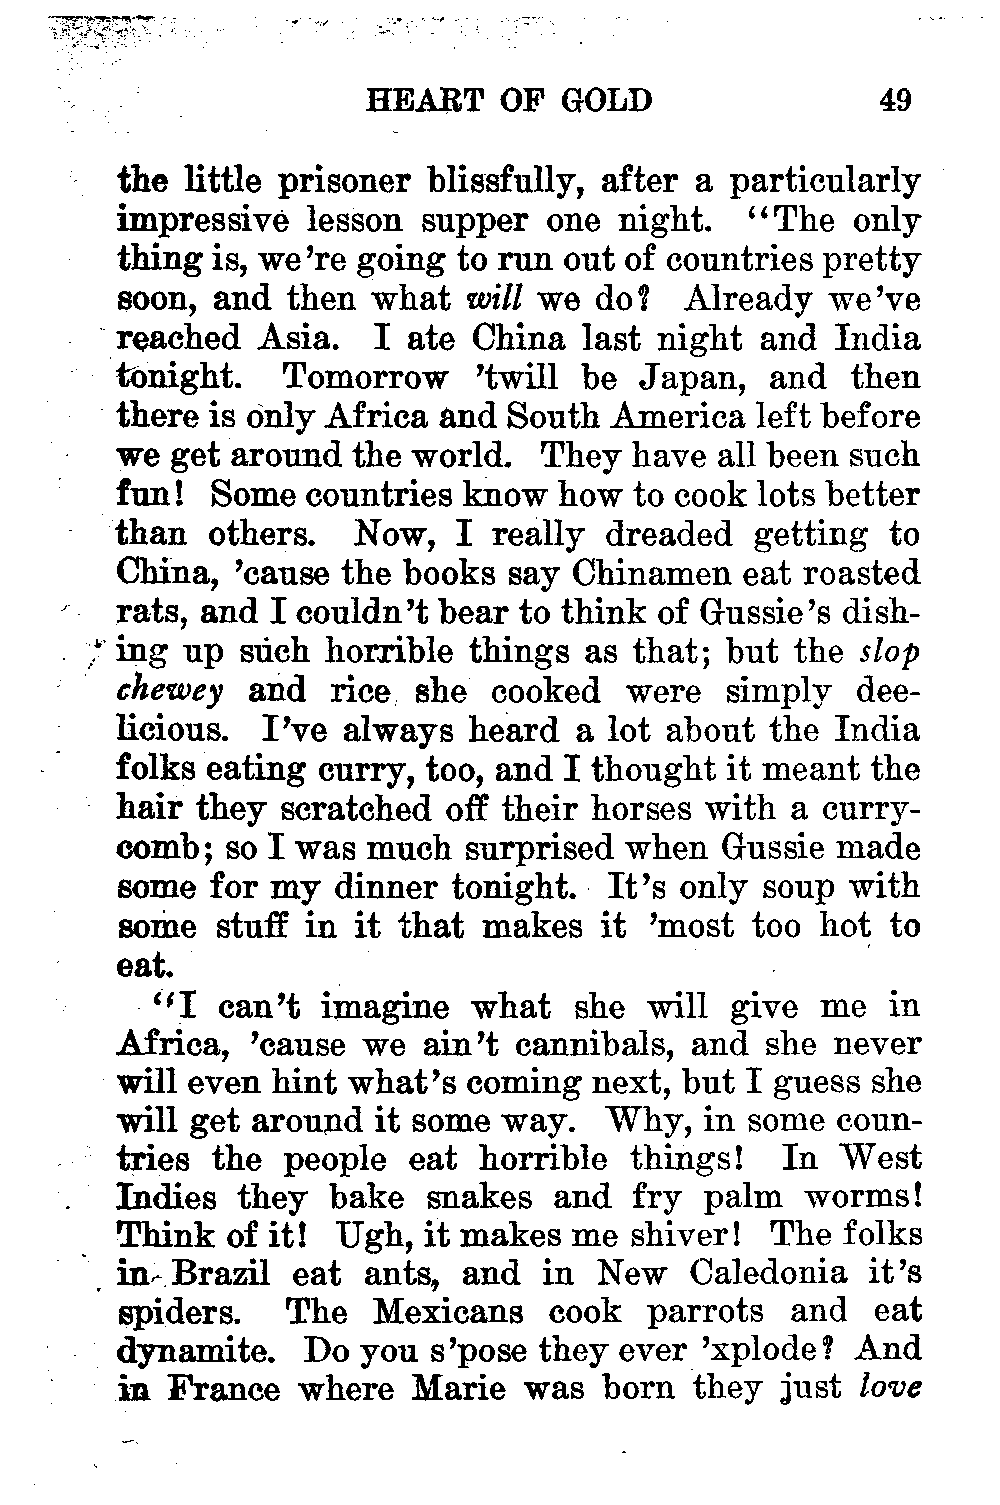 HEART OF GOLD 49
the little prisoner blissfully, after a particularly
impressive lesson supper one night. “The only
thing is, we’re going to run out of countries pretty
soon, and then what will we do? Already we’ve
reached Asia. I ate China last night and India
tonight. Tomorrow ’twill be Japan, and then
there is only Africa and South America left before
we get around the world. They have all been such
fun! Some countries know how to cook lots better
than others. Now, I really dreaded getting to
China, ’cause the books say Chinamen eat roasted
rats, and I couldn’t bear to think of Gussie’s dish-
ing up such horrible things as that; but the slop
chewey and rice she cooked were simply dee-
licious. I’ve always heard a lot about the India
folks eating curry, too, and I thought it meant the
hair they scratched off their horses with a curry-
comb; so I was much surprised when Gussie made
some for my dinner tonight. It’s only soup with
some stuff in it that makes it ’most too hot to
eat.
“I can’t imagine what she will give me in
Africa, ’cause we ain’t cannibals, and she never
will even hint what’s coming next, but I guess she
will get around it some way. Why, in some coun-
tries the people eat horrible things! In West
Indies they bake snakes and fry palm worms!
Think of it! Ugh, it makes me shiver! The folks
in Brazil eat ants, and in New Caledonia it’s
spiders. The Mexicans cook parrots and eat
dynamite. Do you s’pose they ever ’xplode? And
in France where Marie was born they just love